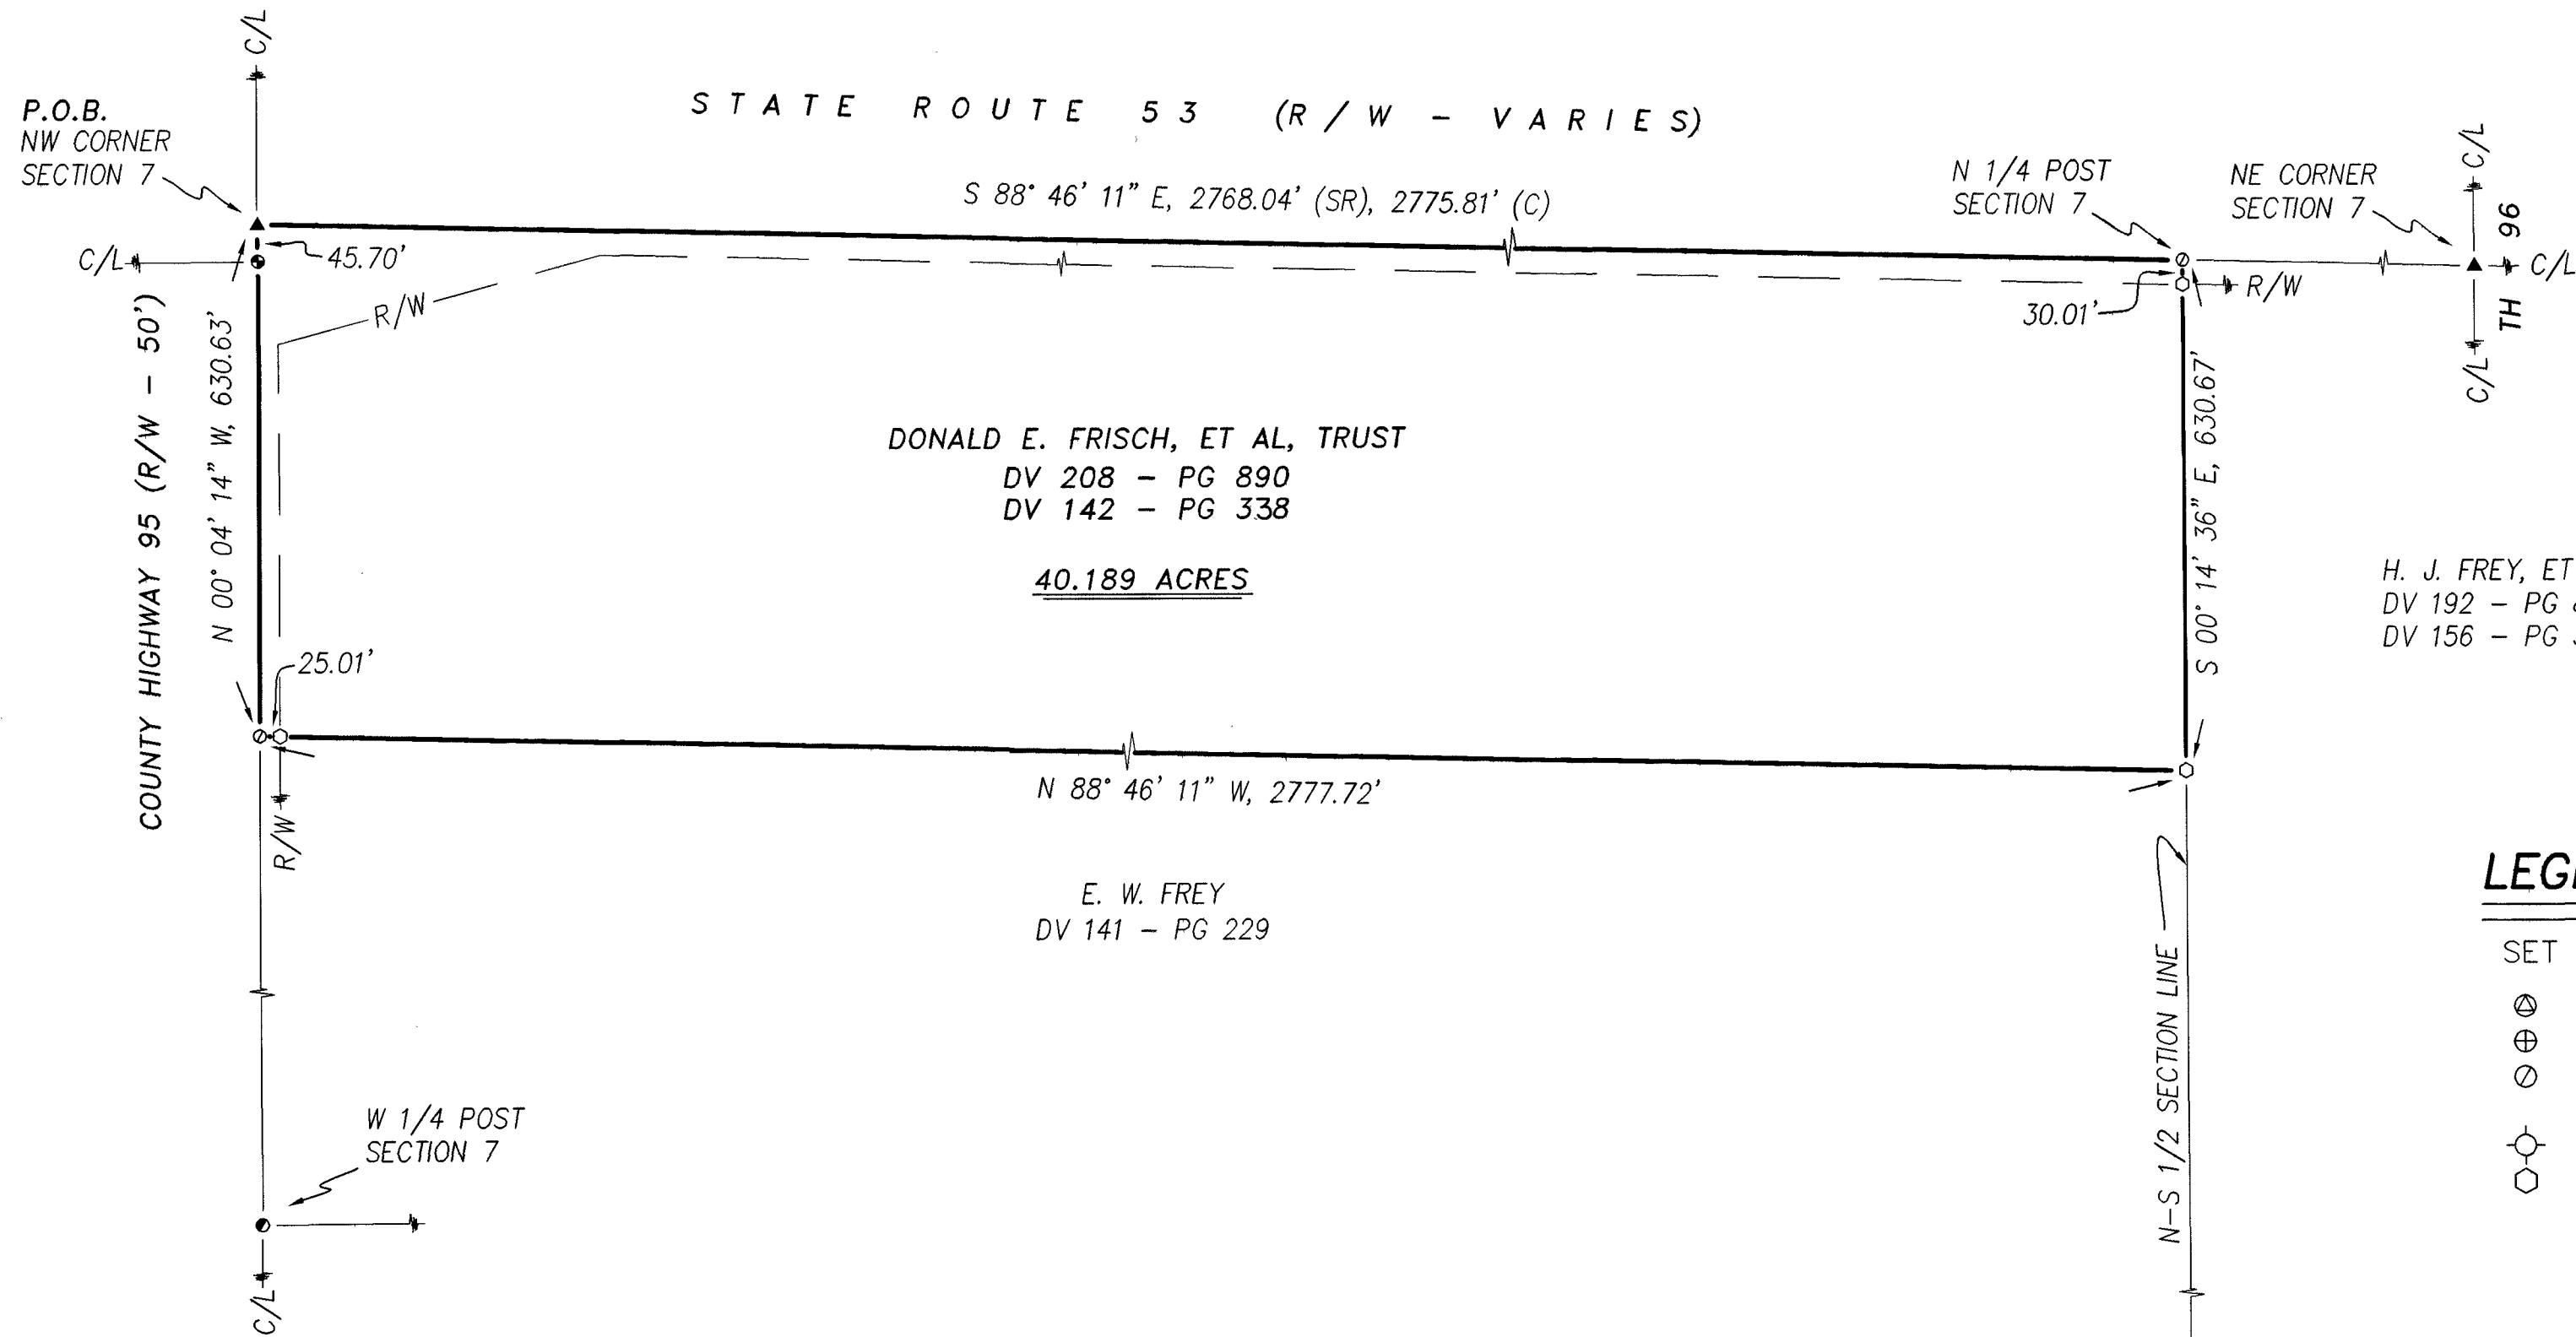 C/L
P.O.B.
NW CORNER
SECTION 7
STATE ROUTE 53 (R/W - VARIES)
S 88° 46' 11" E, 2768.04' (SR), 2775.81' (C)
N 1/4 POST
SECTION 7
NE CORNER
SECTION 7
C/L
TH 96
C/L
C/L
C/L
45.70'
R/W
30.01'
R/W
COUNTY HIGHWAY 95 (R/W - 50')
N 00° 04' 14" W, 630.63'
S 00° 14' 36" E, 630.67'
DONALD E. FRISCH, ET AL, TRUST
DV 208 - PG 890
DV 142 - PG 338
40.189 ACRES
H. J. FREY, ET
DV 192 - PG
DV 156 - PG
25.01'
N 88° 46' 11" W, 2777.72'
R/W
E. W. FREY
DV 141 - PG 229
N-S 1/2 SECTION LINE
SET
W 1/4 POST
SECTION 7
C/L